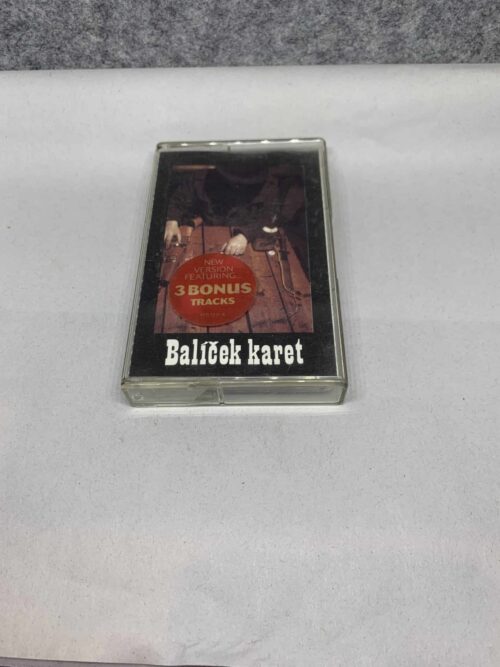 NEW
VERSION
FEATURING...
3 BONUS
TRACKS
Balíček karet